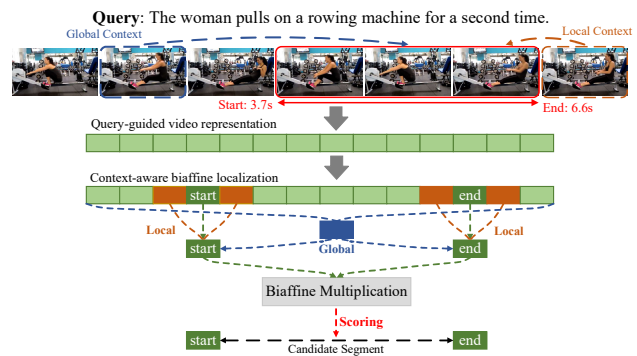 Query: The woman pulls on a rowing machine for a second time.
Global Context
Local Context
Start: 3.7s
End: 6.6s
Query-guided video representation
Context-aware biaffine localization
start
end
Local
Local
Global
start
end
Biaffine Multiplication
Scoring
start
end
Candidate Segment